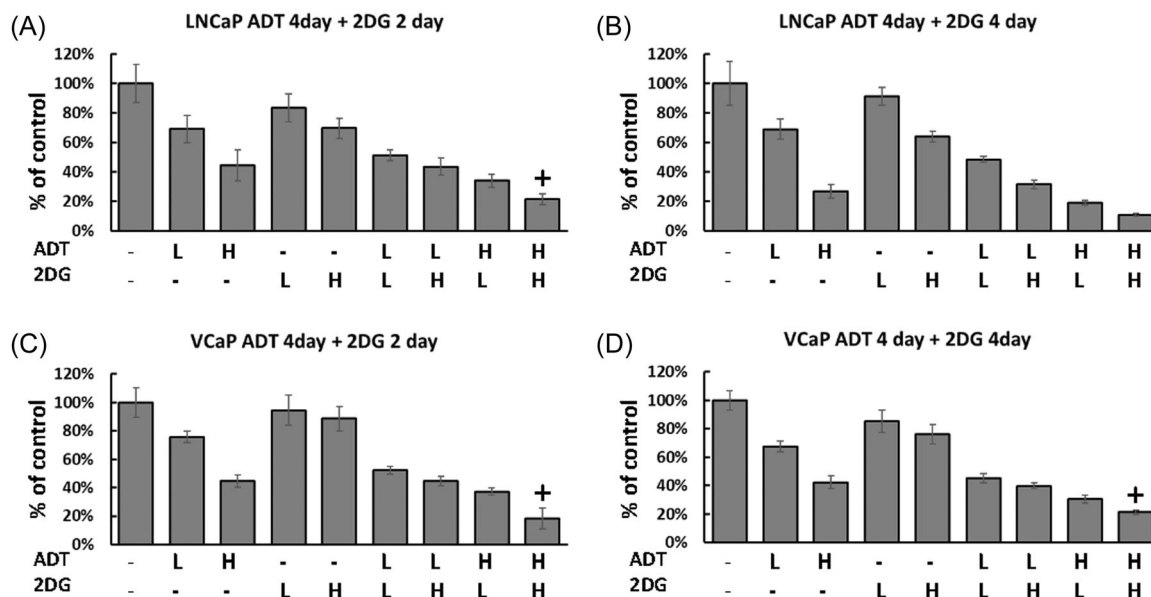 (A)
LNCaP ADT 4day + 2DG 2 day
% of control
120%
100%
80%
60%
40%
20%
0%
+
ADT - L H - - L L H H
2DG - - - L H L H L H
(B)
LNCaP ADT 4day + 2DG 4 day
% of control
120%
100%
80%
60%
40%
20%
0%
ADT - L H - - L L H H
2DG - - - L H L H L H
(C)
VCaP ADT 4day + 2DG 2 day
% of control
120%
100%
80%
60%
40%
20%
0%
+
ADT - L H - - L L H H
2DG - - - L H L H L H
(D)
VCaP ADT 4 day + 2DG 4day
% of control
120%
100%
80%
60%
40%
20%
0%
+
ADT - L H - - L L H H
2DG - - - L H L H L H